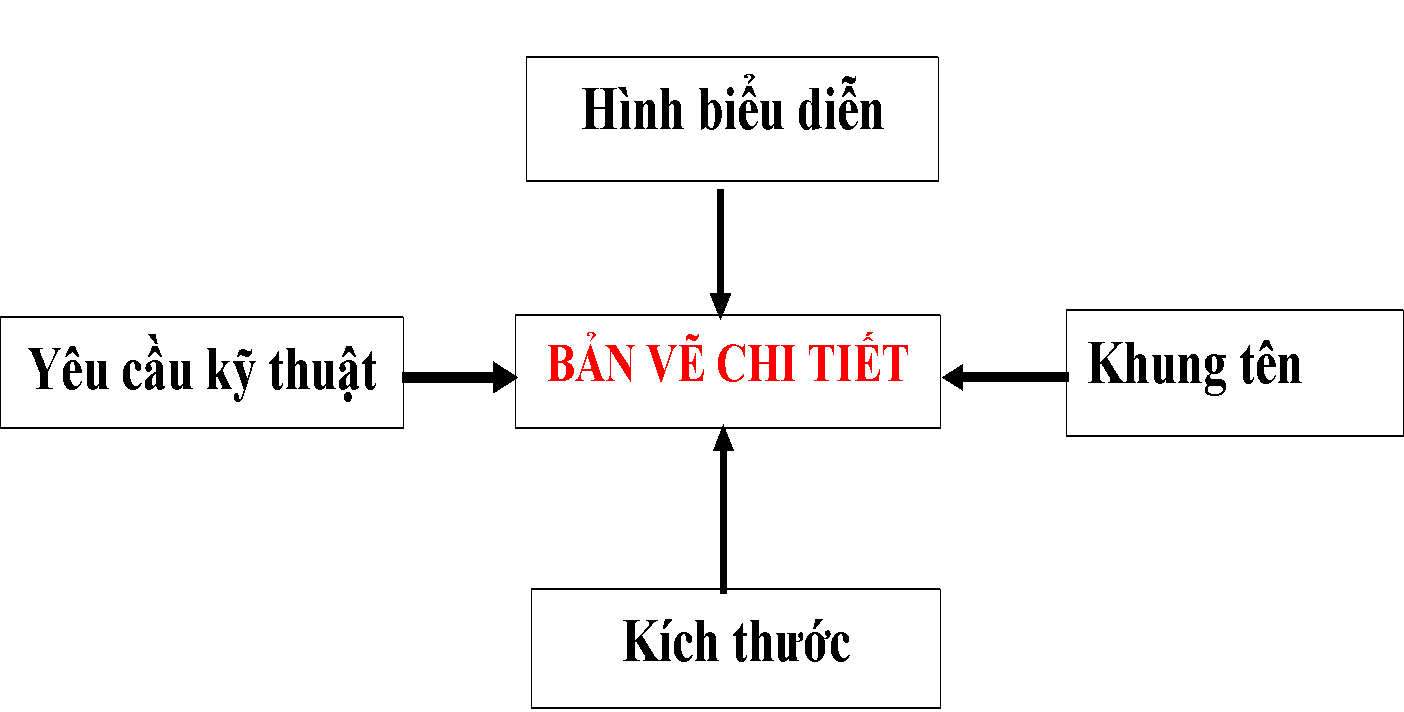 Hình biểu diễn
Yêu cầu kỹ thuật
BẢN VẼ CHI TIẾT
Khung tên
Kích thước